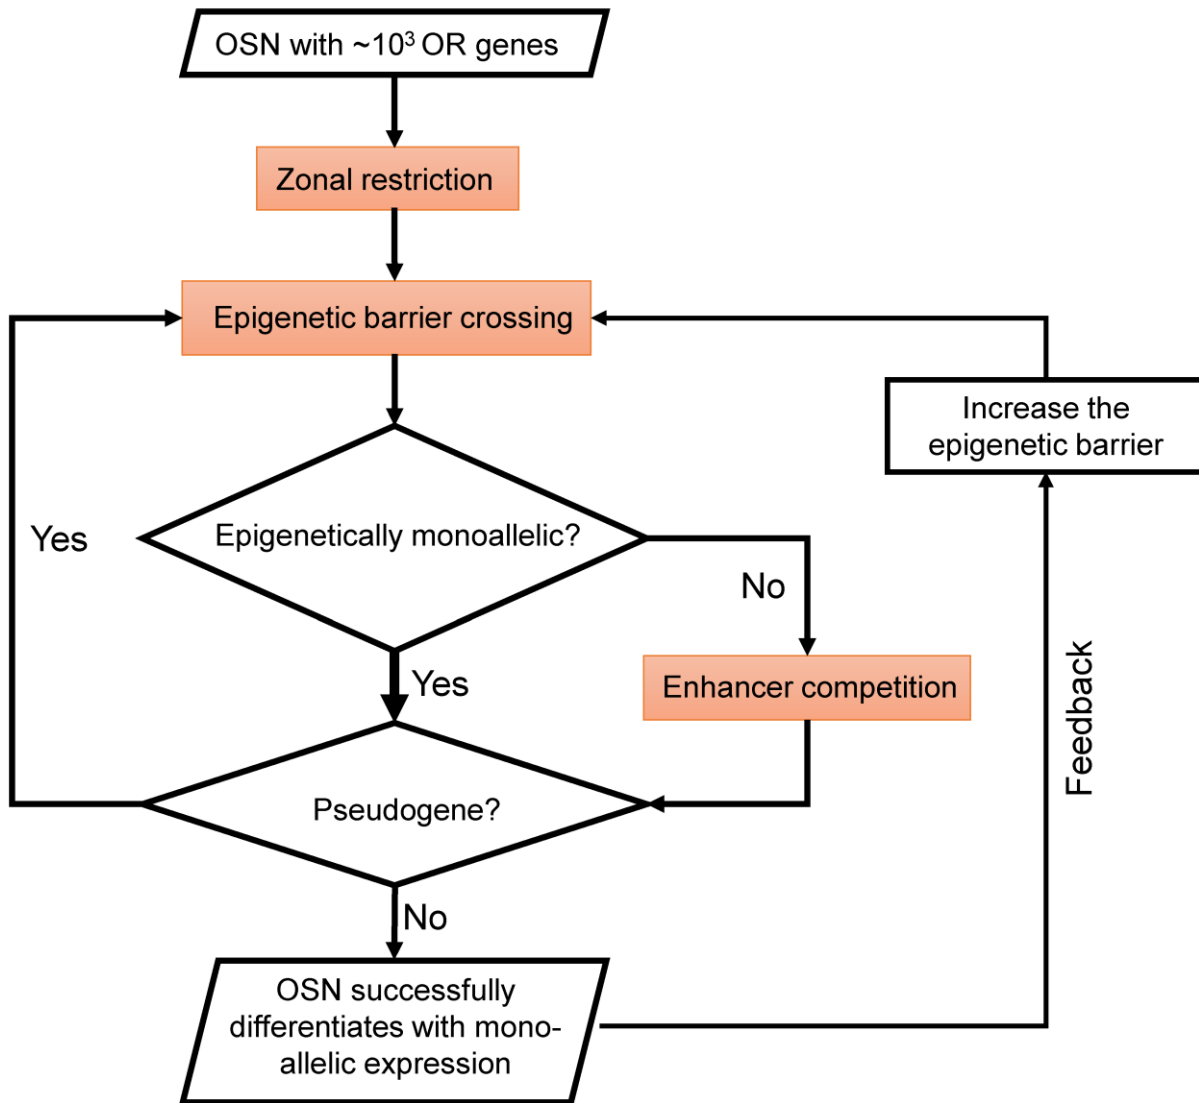 OSN with ~10³ OR genes
Zonal restriction
Epigenetic barrier crossing
Increase the
epigenetic barrier
Yes
Epigenetically monoallelic?
No
Yes
Enhancer competition
Feedback
Pseudogene?
No
OSN successfully
differentiates with mono-
allelic expression